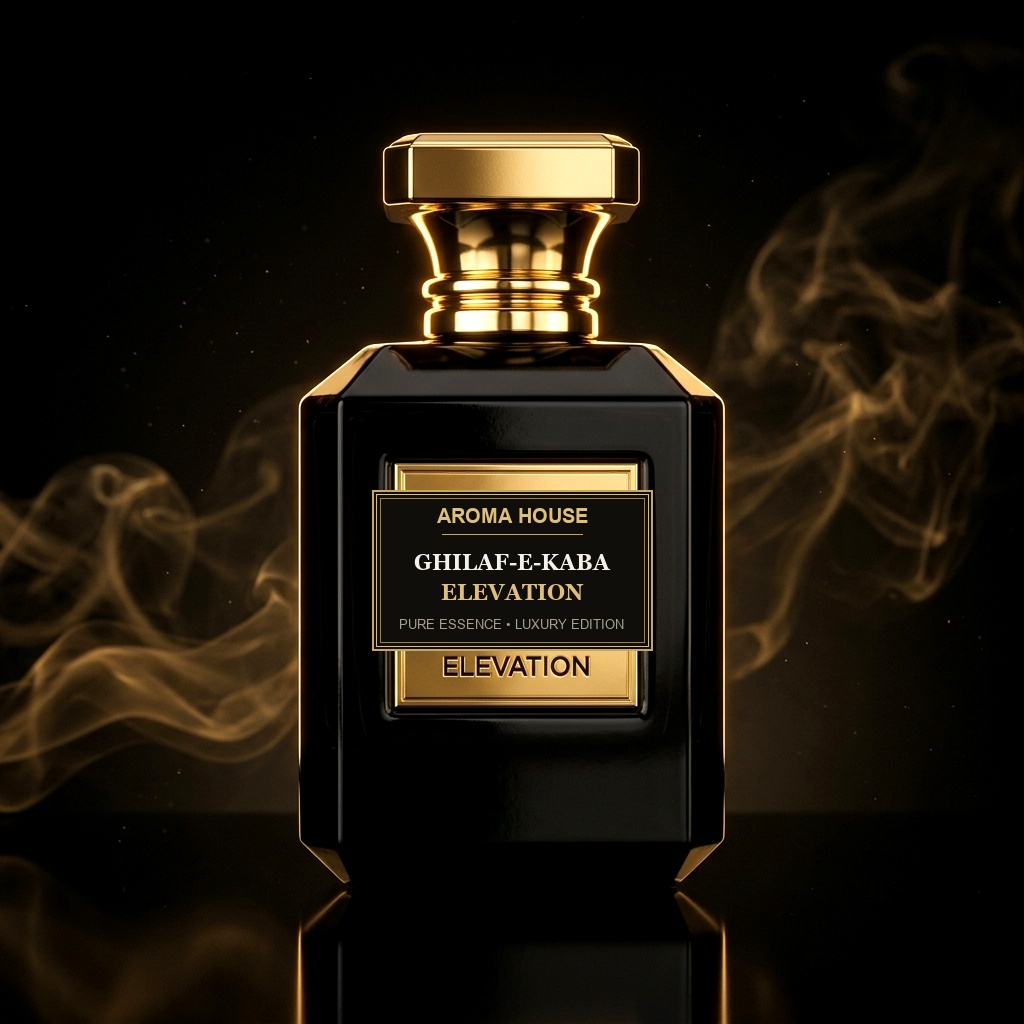 AROMA HOUSE
GHILAF-E-KABA
ELEVATION
PURE ESSENCE • LUXURY EDITION
ELEVATION